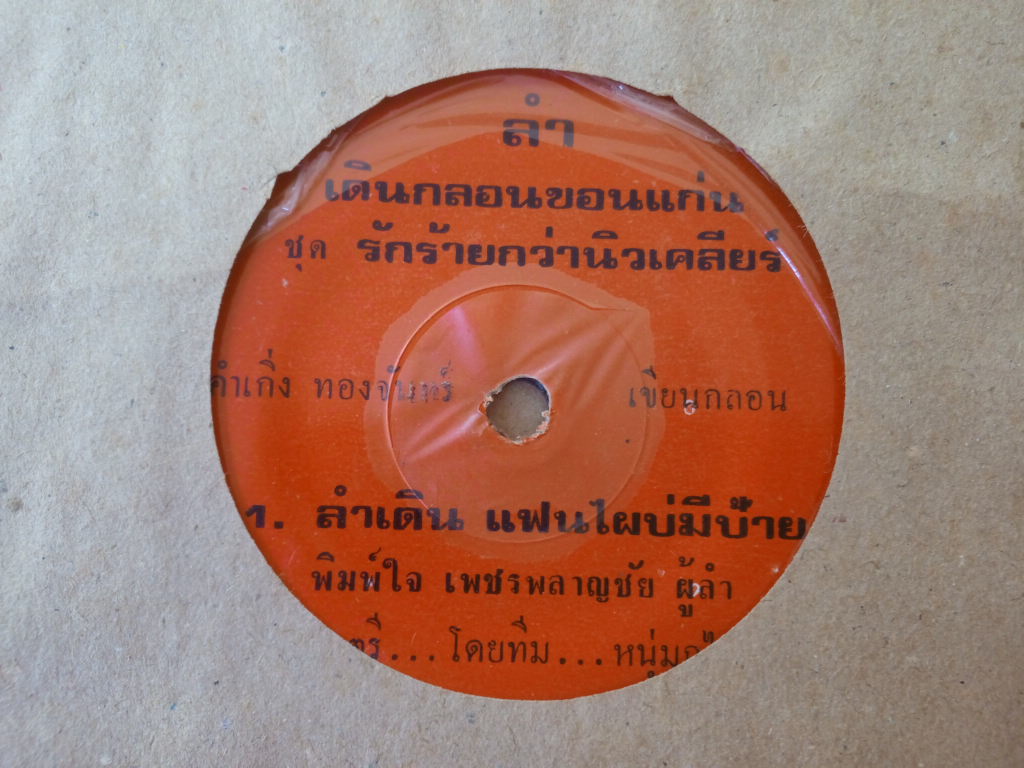 ลำ
เดินกลอนขอนแก่น
ชุด รักร้ายกว่านิวเคลียร์
คำเกิ่ง ทองจันทร์ เขียนกลอน
1. ลำเดิน แฟนไผบ่มีป้าย
พิมพ์ใจ เพชรพลาญชัย ผู้ลำ
...โดยทีม...